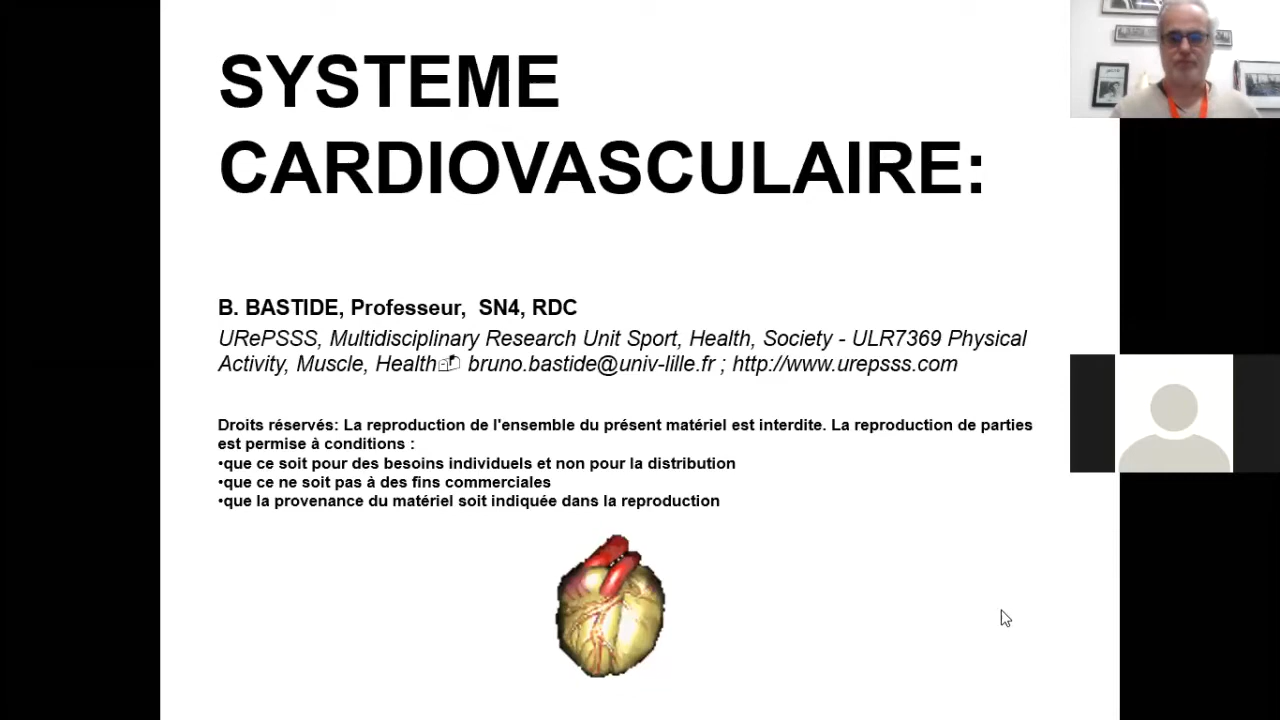 SYSTEME
CARDIOVASCULAIRE:
B. BASTIDE, Professeur, SN4, RDC
URePSSS, Multidisciplinary Research Unit Sport, Health, Society - ULR7369 Physical
Activity, Muscle, Health bruno.bastide@univ-lille.fr ; http://www.urepsss.com
Droits réservés: La reproduction de l'ensemble du présent matériel est interdite. La reproduction de parties
est permise à conditions :
•que ce soit pour des besoins individuels et non pour la distribution
•que ce ne soit pas à des fins commerciales
•que la provenance du matériel soit indiquée dans la reproduction